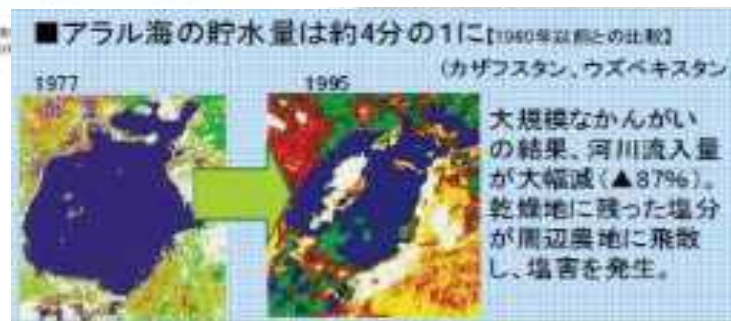 ■アラル海の貯水量は約4分の1に【1960年以前との比較】
(カザフスタン、ウズベキスタン
1977
1995
大規模なかんがい
の結果、河川流入量
が大幅減(▲87%)。
乾燥地に残った塩分
が周辺農地に飛散
し、塩害を発生。